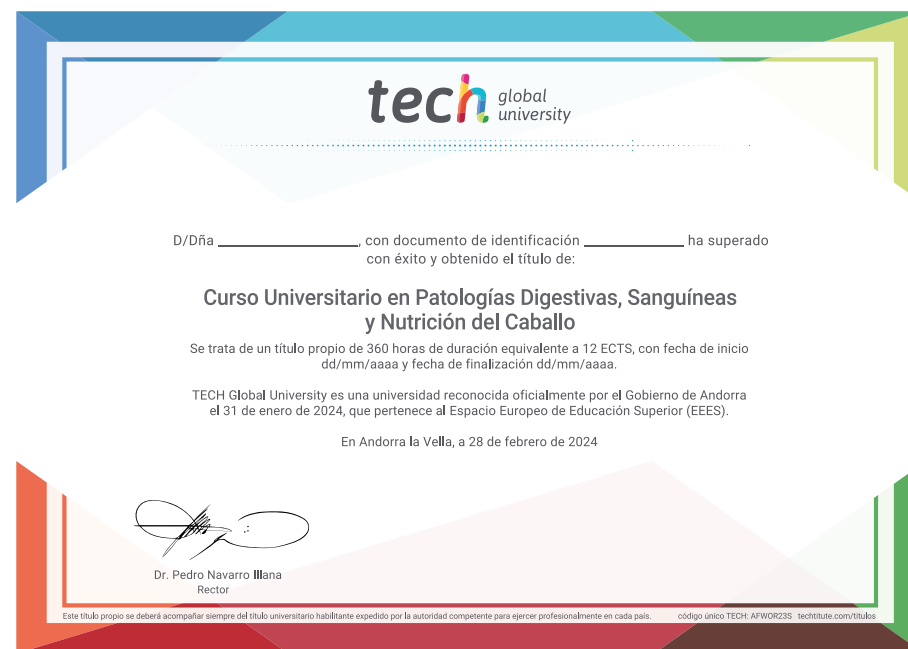 tech global university
D/Dña ____________, con documento de identificación ____________ ha superado
con éxito y obtenido el título de:
Curso Universitario en Patologías Digestivas, Sanguíneas
y Nutrición del Caballo
Se trata de un título propio de 360 horas de duración equivalente a 12 ECTS, con fecha de inicio
dd/mm/aaaa y fecha de finalización dd/mm/aaaa.
TECH Global University es una universidad reconocida oficialmente por el Gobierno de Andorra
el 31 de enero de 2024, que pertenece al Espacio Europeo de Educación Superior (EEES).
En Andorra la Vella, a 28 de febrero de 2024
Dr. Pedro Navarro Illana
Rector
Este título propio se deberá acompañar siempre del título universitario habilitante expedido por la autoridad competente para ejercer profesionalmente en cada país. código único TECH: AFWOR23S techtitute.com/titulos